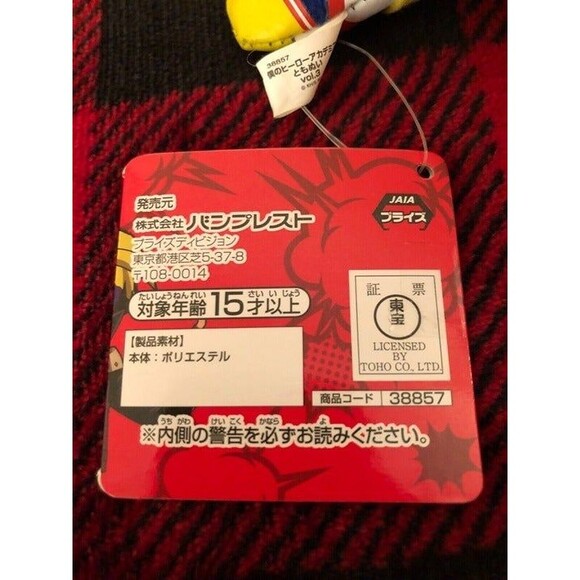 38857
僕のヒーローアカデミ
ともぬい
vol.3
発売元
株式会社 バンプレスト
プライズディビジョン
東京都港区芝5-37-8
〒108-0014
JAIA
プライズ
たいしょうねんれい さい いじょう
対象年齢 15才以上
【製品素材】
本体：ポリエステル
証 票
東宝
LICENSED
BY
TOHO CO., LTD.
商品コード 38857
うちがわ けいこく かなら よ
※内側の警告を必ずお読みください。